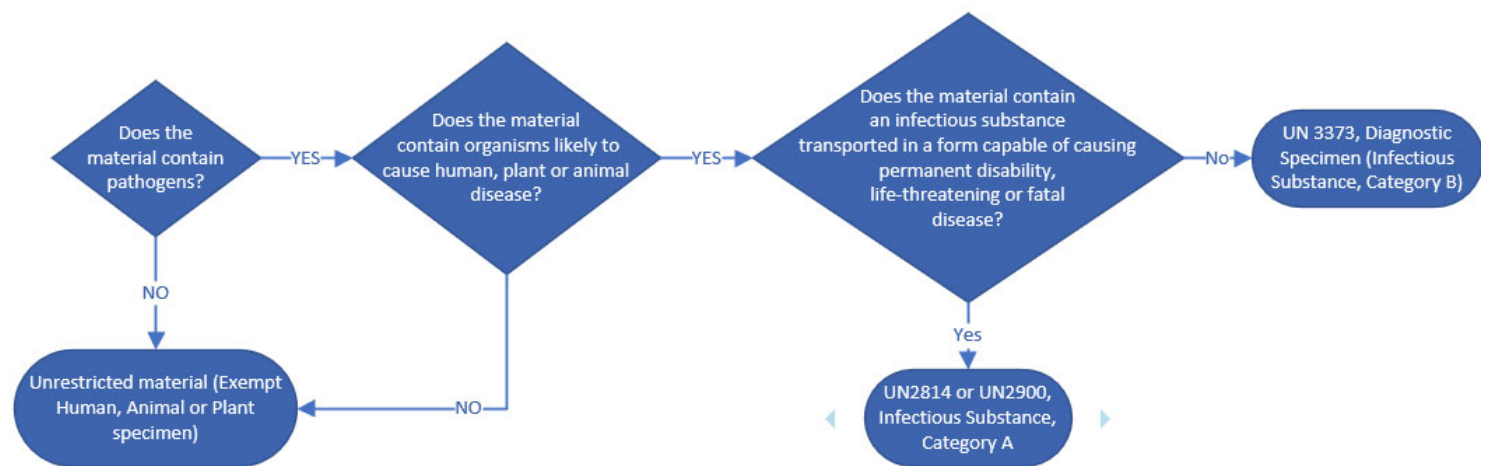 Does the
material contain
pathogens?
YES
NO
Does the material
contain organisms likely to
cause human, plant or animal
disease?
YES
NO
Does the material contain
an infectious substance
transported in a form capable of causing
permanent disability,
life-threatening or fatal
disease?
No
Yes
UN 3373, Diagnostic
Specimen (Infectious
Substance, Category B)
Unrestricted material (Exempt
Human, Animal or Plant
specimen)
UN2814 or UN2900,
Infectious Substance,
Category A